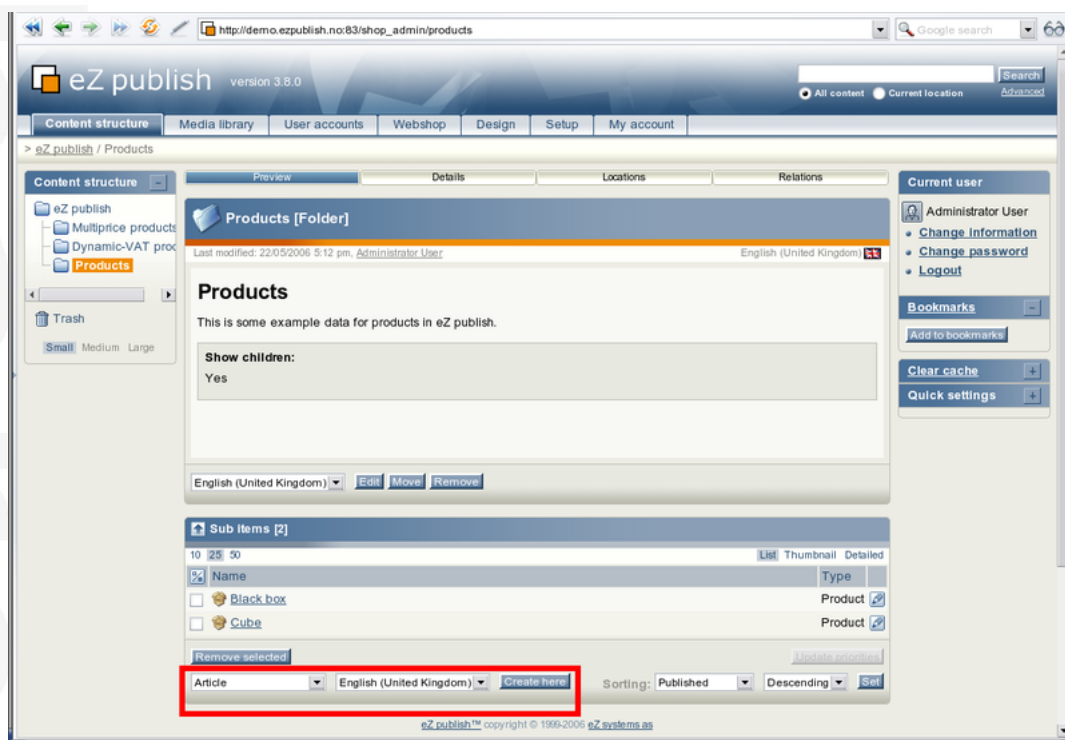 http://demo.ezpublish.no:83/shop_admin/products
Google search
eZ publish version 3.8.0
Search
All content Current location Advanced
Content structure Media library User accounts Webshop Design Setup My account
> eZ publish / Products
Content structure
eZ publish
Multiprice products
Dynamic-VAT proc
Products
Trash
Small Medium Large
Preview Details Locations Relations
Products [Folder]
Last modified: 22/05/2006 5:12 pm, Administrator User English (United Kingdom)
Products
This is some example data for products in eZ publish.
Show children:
Yes
English (United Kingdom) Edit Move Remove
Sub items [2]
10 25 50 List Thumbnail Detailed
Name Type
Black box Product
Cube Product
Remove selected Update priorities
Article English (United Kingdom) Create here Sorting: Published Descending Set
Current user
Administrator User
Change information
Change password
Logout
Bookmarks
Add to bookmarks
Clear cache
Quick settings
eZ publish™ copyright © 1999-2006 eZ systems as